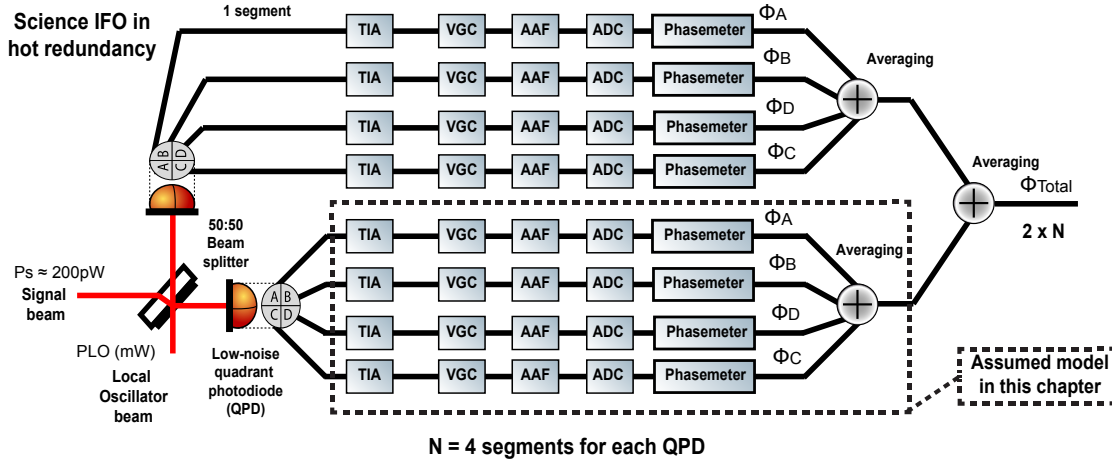 Science IFO in
hot redundancy
1 segment
TIA VGC AAF ADC Phasemeter ΦA
TIA VGC AAF ADC Phasemeter ΦB
TIA VGC AAF ADC Phasemeter ΦD
TIA VGC AAF ADC Phasemeter ΦC
Averaging
A B C D
Averaging
ΦTotal
2 x N
50:50
Beam
splitter
Ps ≈ 200pW
Signal
beam
PLO (mW)
Local
Oscillator
beam
Low-noise
quadrant
photodiode
(QPD)
A B
C D
TIA VGC AAF ADC Phasemeter ΦA
TIA VGC AAF ADC Phasemeter ΦB
TIA VGC AAF ADC Phasemeter ΦD
TIA VGC AAF ADC Phasemeter ΦC
Averaging
Assumed model
in this chapter
N = 4 segments for each QPD